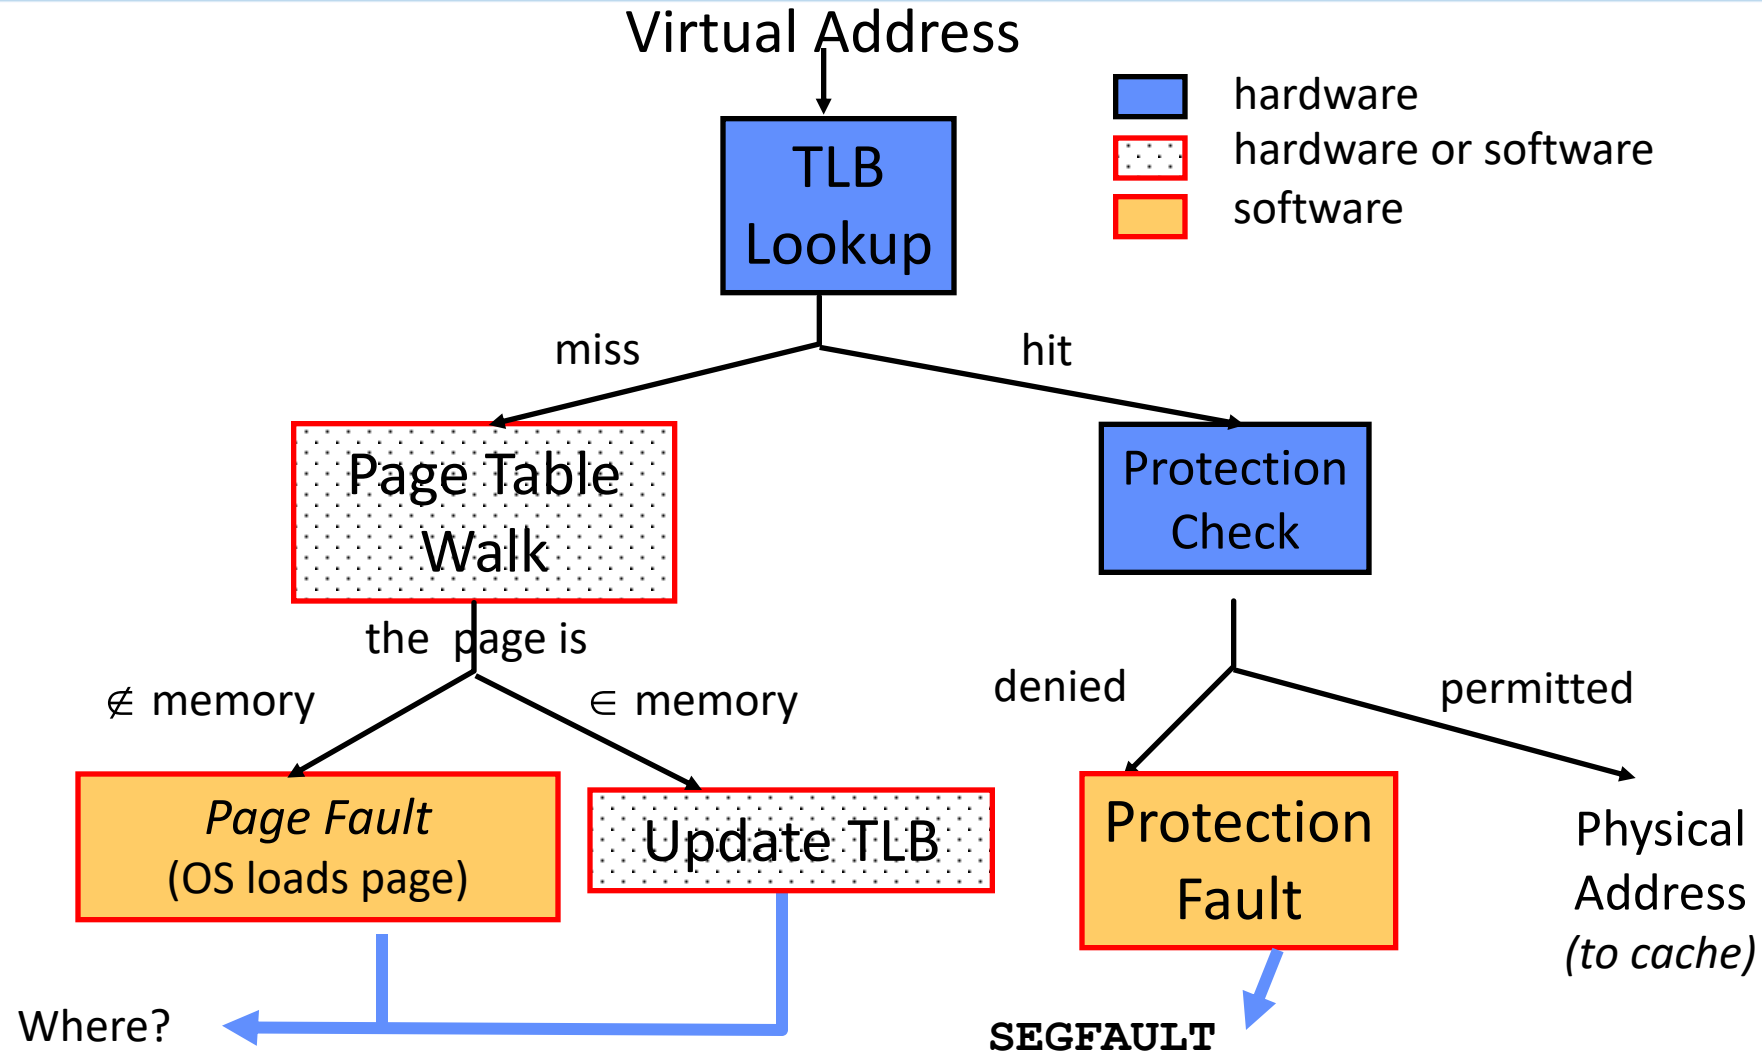 Virtual Address
hardware
hardware or software
software
TLB
Lookup
miss
hit
Page Table
Walk
Protection
Check
the page is
∉ memory
∈ memory
denied
permitted
Page Fault
(OS loads page)
Update TLB
Protection
Fault
Physical
Address
(to cache)
Where?
SEGFAULT